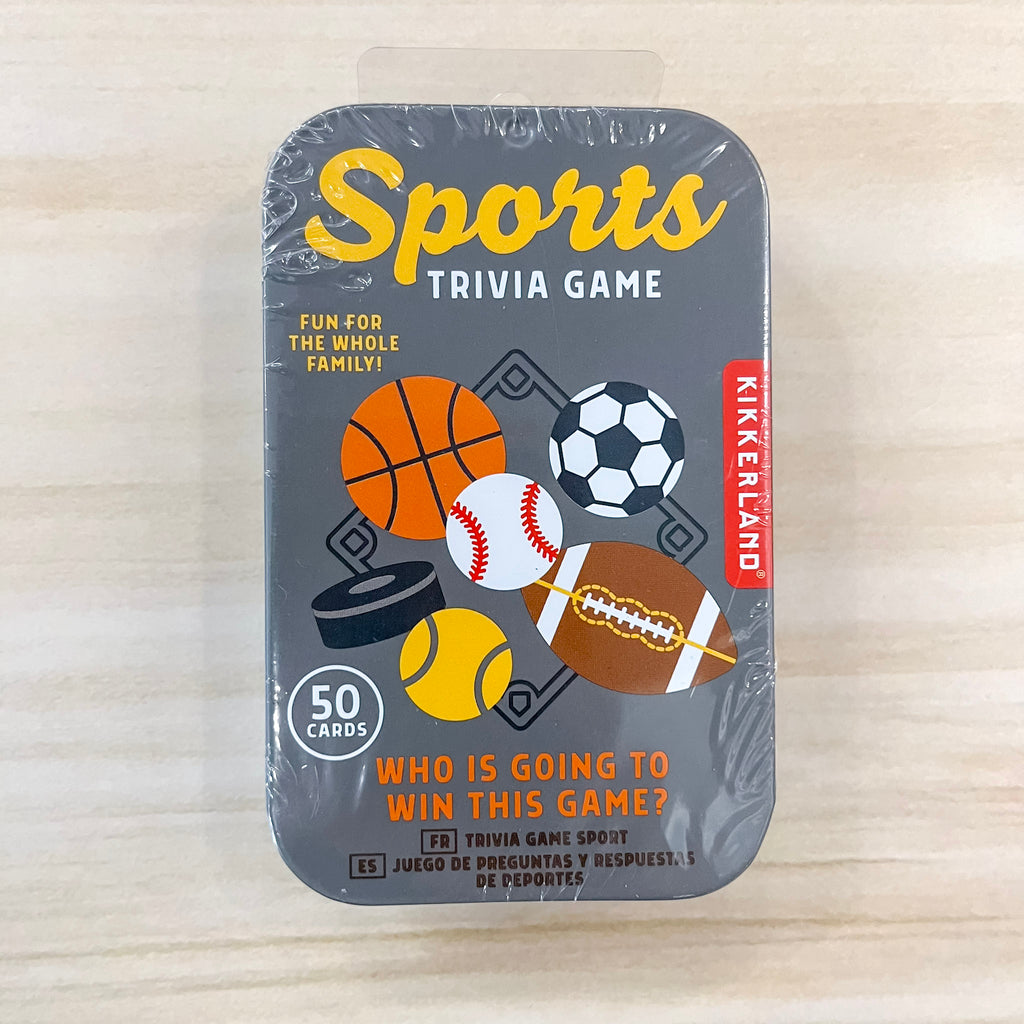 Sports
TRIVIA GAME
FUN FOR
THE WHOLE
FAMILY!
KIKKERLAND®
50
CARDS
WHO IS GOING TO
WIN THIS GAME?
FR TRIVIA GAME SPORT
ES JUEGO DE PREGUNTAS Y RESPUESTAS
DE DEPORTES